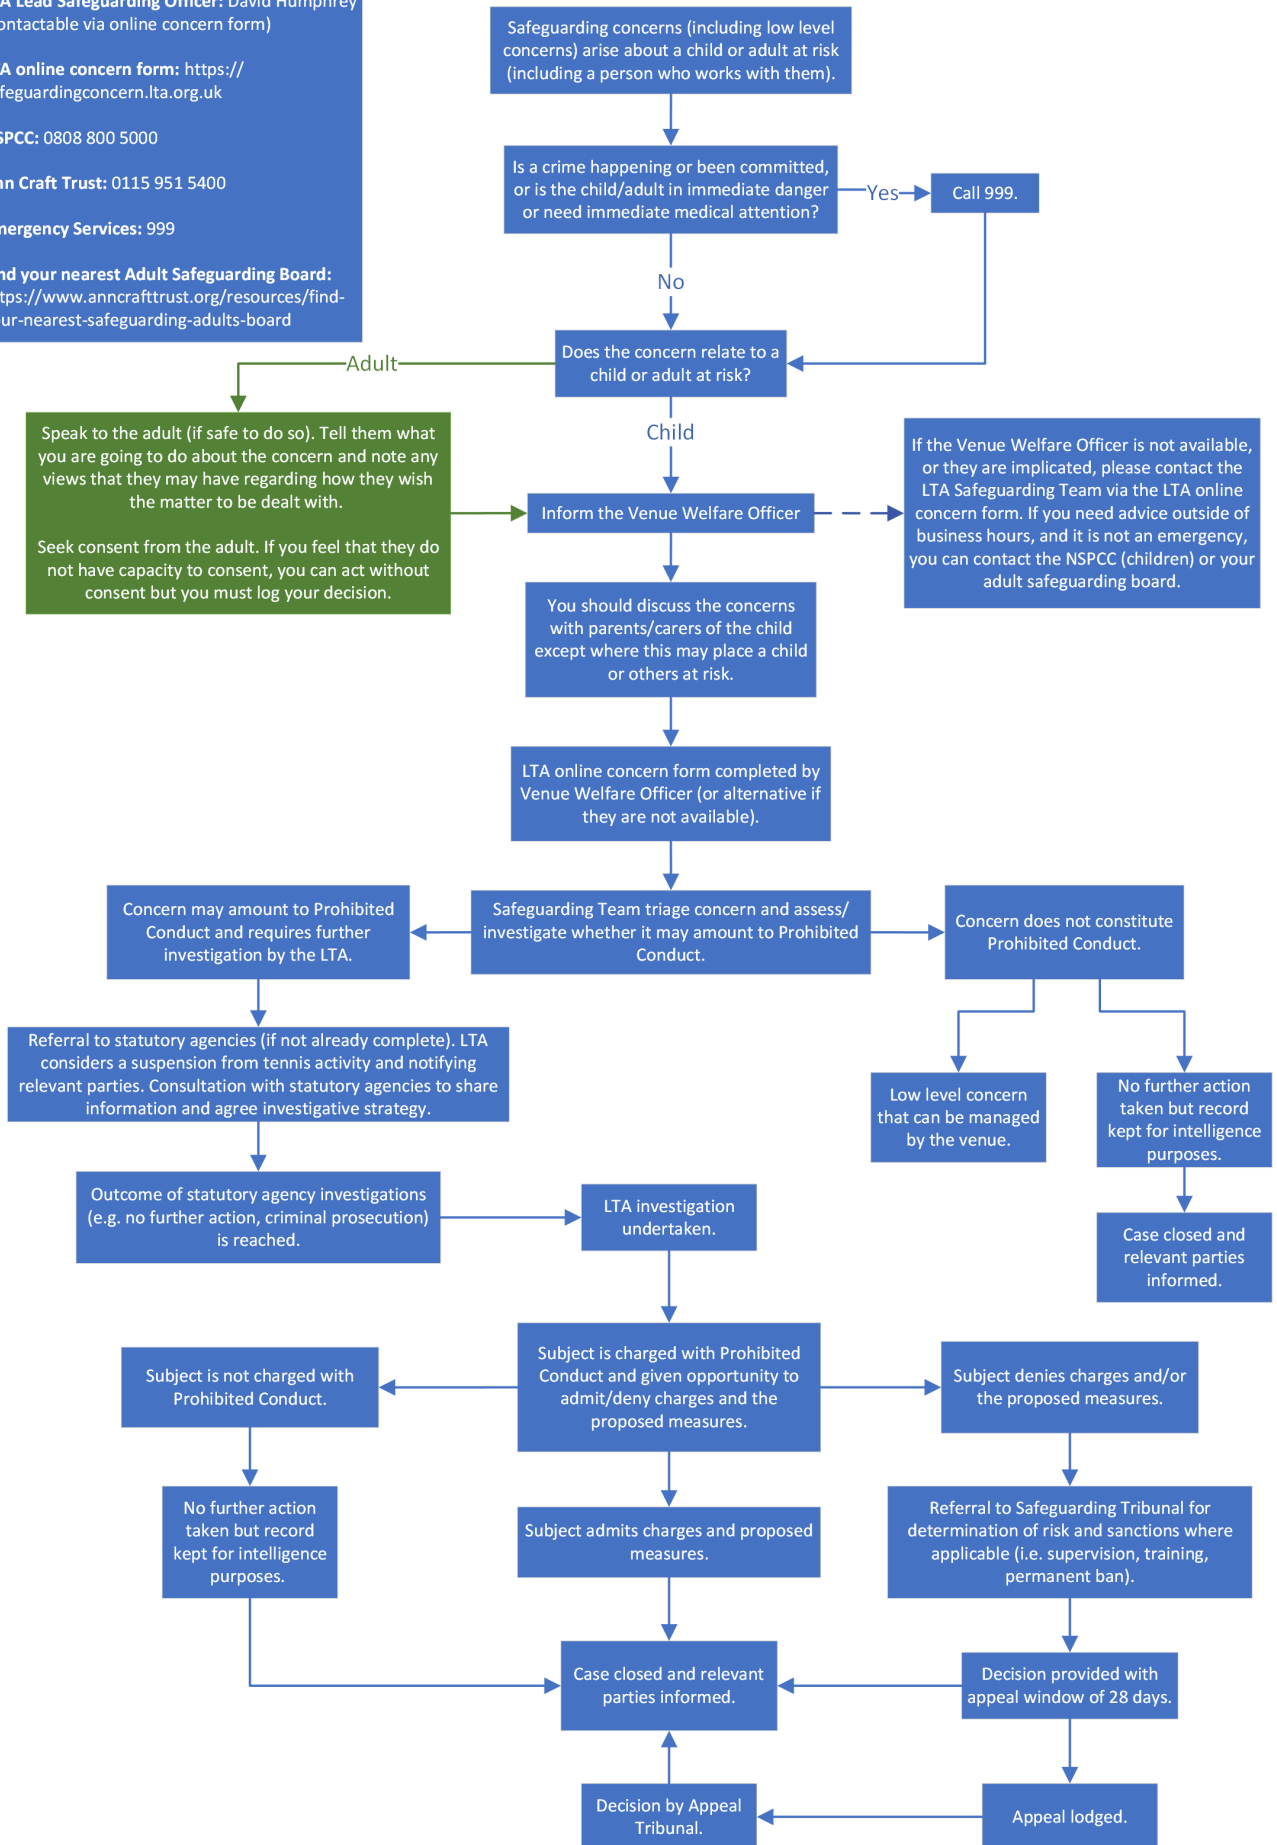 Lead Safeguarding Officer: David Humphrey
via online concern form)
online concern form: https://
feguardingconcern.lta.org.uk
0808 800 5000
Craft Trust: 0115 951 5400
Services: 999
your nearest Adult Safeguarding Board:
tps://www.anncrafttrust.org/resources/find-
ur-nearest-safeguarding-adults-board
Safeguarding concerns (including low level
concerns) arise about a child or adult at risk
(including a person who works with them).
Is a crime happening or been committed,
or is the child/adult in immediate danger
or need immediate medical attention?
Yes
Call 999.
No
Does the concern relate to a
child or adult at risk?
Adult
Child
Speak to the adult (if safe to do so). Tell them what
you are going to do about the concern and note any
views that they may have regarding how they wish
the matter to be dealt with.
Seek consent from the adult. If you feel that they do
not have capacity to consent, you can act without
consent but you must log your decision.
Inform the Venue Welfare Officer
If the Venue Welfare Officer is not available,
or they are implicated, please contact the
LTA Safeguarding Team via the LTA online
concern form. If you need advice outside of
business hours, and it is not an emergency,
you can contact the NSPCC (children) or your
adult safeguarding board.
You should discuss the concerns
with parents/carers of the child
except where this may place a child
or others at risk.
LTA online concern form completed by
Venue Welfare Officer (or alternative if
they are not available).
Safeguarding Team triage concern and assess/
investigate whether it may amount to Prohibited
Conduct.
Concern may amount to Prohibited
Conduct and requires further
investigation by the LTA.
Concern does not constitute
Prohibited Conduct.
Referral to statutory agencies (if not already complete). LTA
considers a suspension from tennis activity and notifying
relevant parties. Consultation with statutory agencies to share
information and agree investigative strategy.
Low level concern
that can be managed
by the venue.
No further action
taken but record
kept for intelligence
purposes.
Case closed and
relevant parties
informed.
Outcome of statutory agency investigations
(e.g. no further action, criminal prosecution)
is reached.
LTA investigation
undertaken.
Subject is charged with Prohibited
Conduct and given opportunity to
admit/deny charges and the
proposed measures.
Subject is not charged with
Prohibited Conduct.
Subject denies charges and/or
the proposed measures.
No further action
taken but record
kept for intelligence
purposes.
Subject admits charges and proposed
measures.
Referral to Safeguarding Tribunal for
determination of risk and sanctions where
applicable (i.e. supervision, training,
permanent ban).
Case closed and relevant
parties informed.
Decision provided with
appeal window of 28 days.
Decision by Appeal
Tribunal.
Appeal lodged.